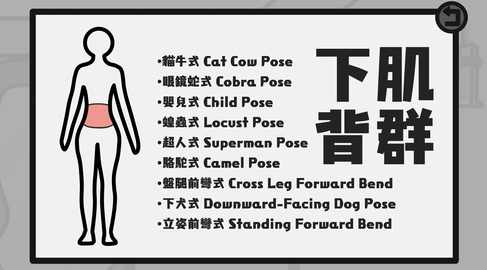 下背
肌群
•貓牛式 Cat Cow Pose
•眼鏡蛇式 Cobra Pose
•嬰兒式 Child Pose
•蝗蟲式 Locust Pose
•超人式 Superman Pose
•駱駝式 Camel Pose
•盤腿前彎式 Cross Leg Forward Bend
•下犬式 Downward-Facing Dog Pose
•立姿前彎式 Standing Forward Bend